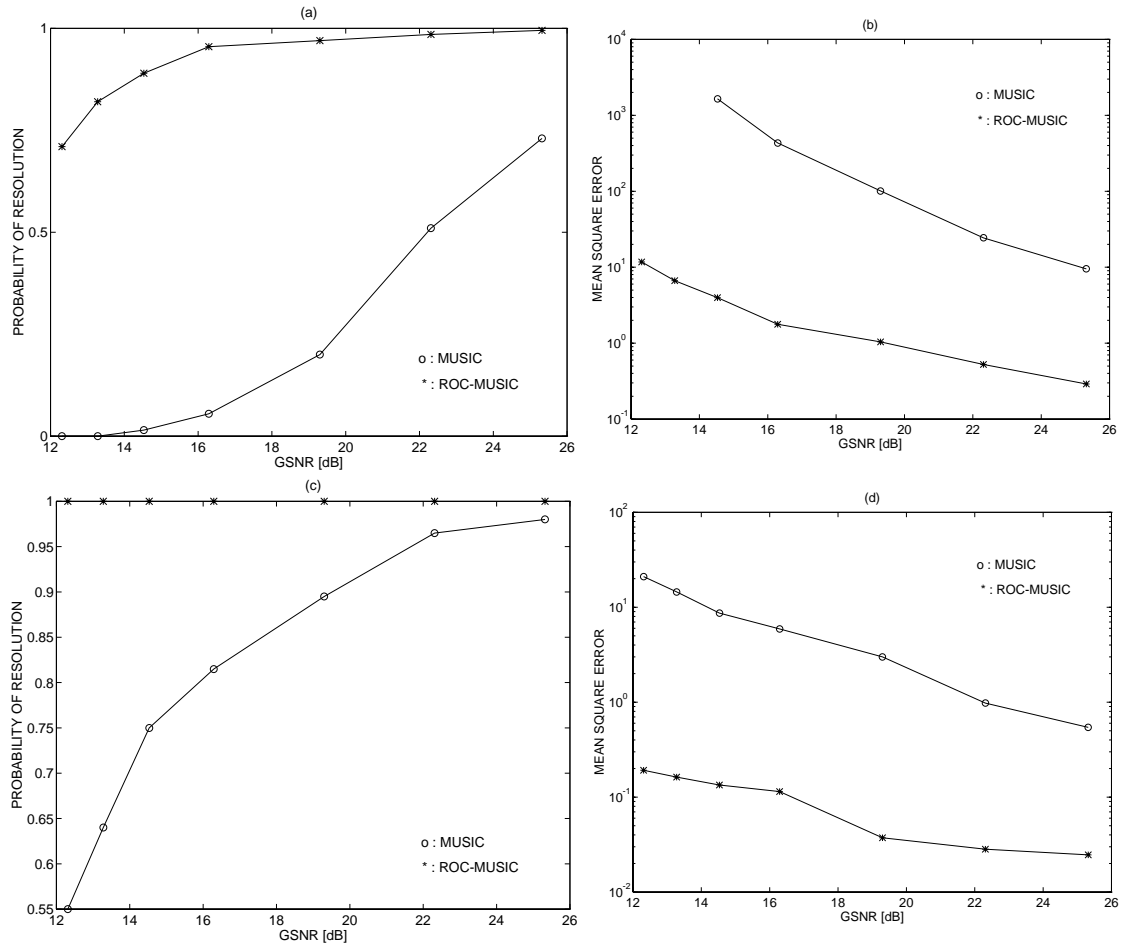 (a)
1
0.5
0
12 14 16 18 20 22 24 26
GSNR [dB]
PROBABILITY OF RESOLUTION
o : MUSIC
* : ROC-MUSIC
(b)
10^4
10^3
10^2
10^1
10^0
10^-1
12 14 16 18 20 22 24 26
GSNR [dB]
MEAN SQUARE ERROR
o : MUSIC
* : ROC-MUSIC
(c)
1
0.95
0.9
0.85
0.8
0.75
0.7
0.65
0.6
0.55
12 14 16 18 20 22 24 26
GSNR [dB]
PROBABILITY OF RESOLUTION
o : MUSIC
* : ROC-MUSIC
(d)
10^2
10^1
10^0
10^-1
10^-2
12 14 16 18 20 22 24 26
GSNR [dB]
MEAN SQUARE ERROR
o : MUSIC
* : ROC-MUSIC